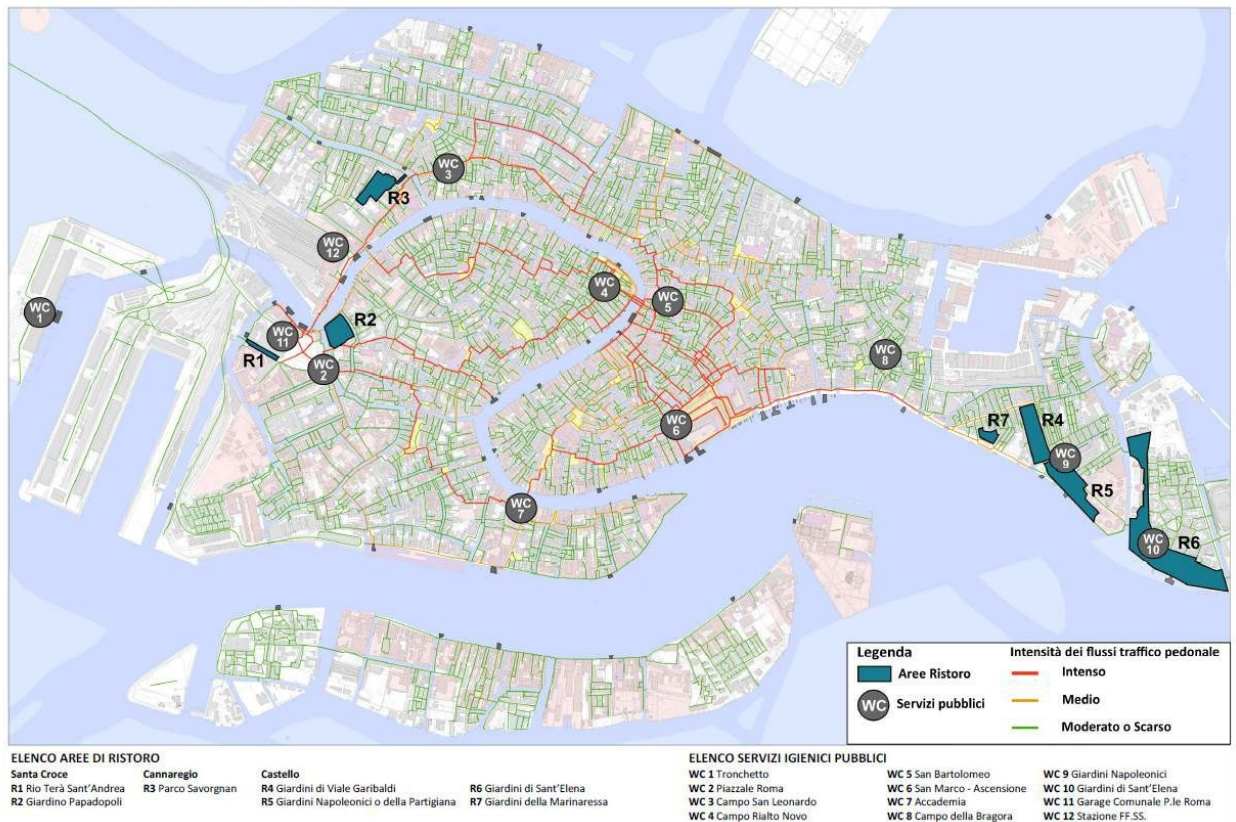 WC 3
R3
WC 12
WC 1
WC 4
WC 5
R2
WC 11
R1
WC 2
WC 8
R7
R4
WC 6
WC 9
R5
WC 7
WC 10
R6
Legenda
Aree Ristoro
WC Servizi pubblici
Intensità dei flussi traffico pedonale
Intenso
Medio
Moderato o Scarso
ELENCO AREE DI RISTORO
Santa Croce
R1 Rio Terà Sant'Andrea
R2 Giardino Papadopoli
Cannaregio
R3 Parco Savorgnan
Castello
R4 Giardini di Viale Garibaldi
R5 Giardini Napoleonici o della Partigiana
R6 Giardini di Sant'Elena
R7 Giardini della Marinaressa
ELENCO SERVIZI IGIENICI PUBBLICI
WC 1 Tronchetto
WC 2 Piazzale Roma
WC 3 Campo San Leonardo
WC 4 Campo Rialto Novo
WC 5 San Bartolomeo
WC 6 San Marco - Ascensione
WC 7 Accademia
WC 8 Campo della Bragora
WC 9 Giardini Napoleonici
WC 10 Giardini di Sant'Elena
WC 11 Garage Comunale P.le Roma
WC 12 Stazione FF.SS.